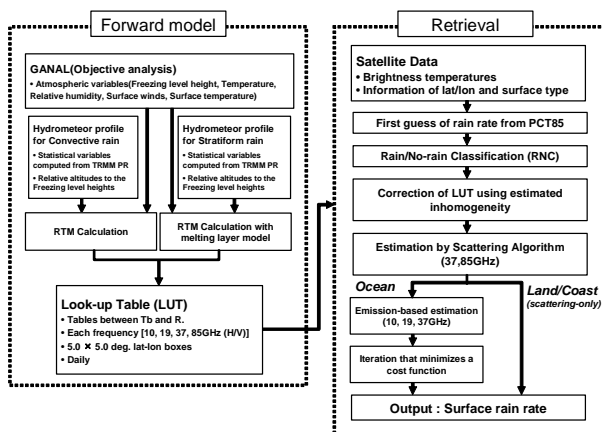 Forward model
GANAL(Objective analysis)
• Atmospheric variables(Freezing level height, Temperature,
Relative humidity, Surface winds, Surface temperature)
Hydrometeor profile
for Convective rain
• Statistical variables
computed from TRMM PR
• Relative altitudes to the
Freezing level heights
Hydrometeor profile
for Stratiform rain
• Statistical variables
computed from TRMM PR
• Relative altitudes to the
Freezing level heights
RTM Calculation
RTM Calculation with
melting layer model
Look-up Table (LUT)
• Tables between Tb and R.
• Each frequency [10, 19, 37, 85GHz (H/V)]
• 5.0 × 5.0 deg. lat-lon boxes
• Daily
Retrieval
Satellite Data
• Brightness temperatures
• Information of lat/lon and surface type
First guess of rain rate from PCT85
Rain/No-rain Classification (RNC)
Correction of LUT using estimated
inhomogeneity
Estimation by Scattering Algorithm
(37,85GHz)
Ocean
Land/Coast
(scattering-only)
Emission-based estimation
(10, 19, 37GHz)
Iteration that minimizes a
cost function
Output : Surface rain rate